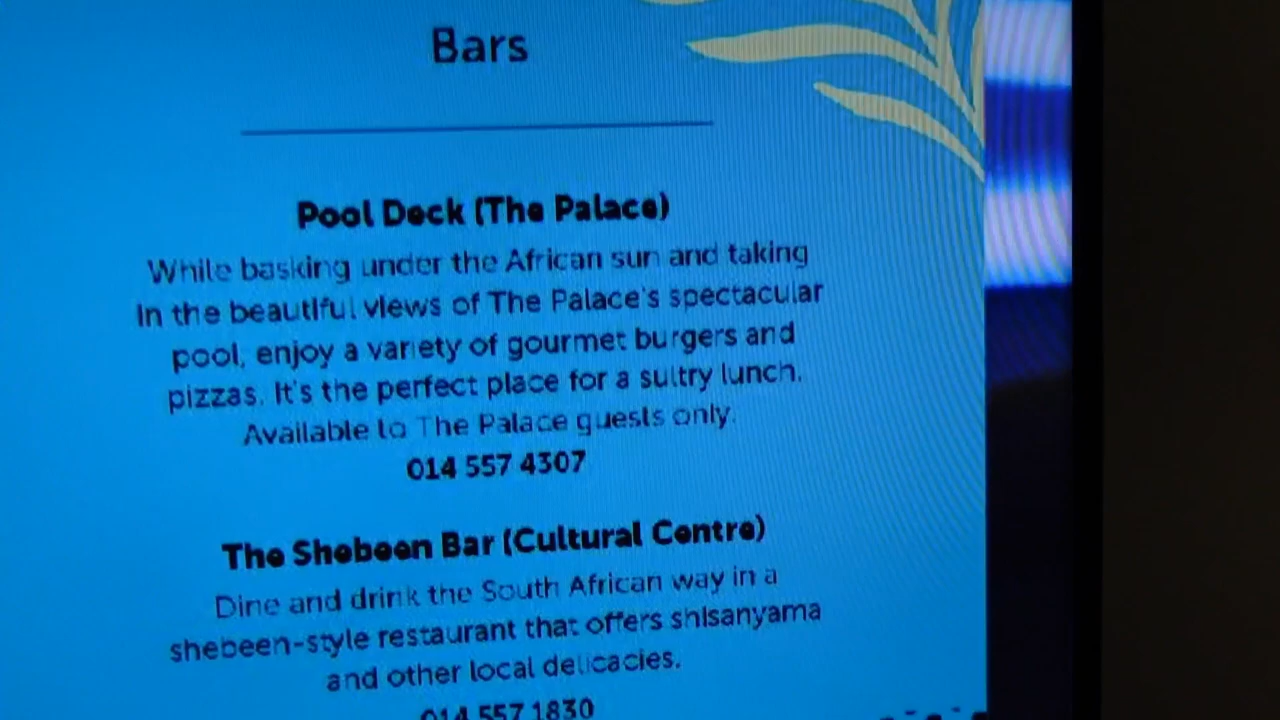 Bars
Pool Deck (The Palace)
While basking under the African sun and taking
in the beautiful views of The Palace's spectacular
pool, enjoy a variety of gourmet burgers and
pizzas. It's the perfect place for a sultry lunch.
Available to The Palace guests only.
014 557 4307
The Shebeen Bar (Cultural Centre)
Dine and drink the South African way in a
shebeen-style restaurant that offers shisanyama
and other local delicacies.
014 557 1830